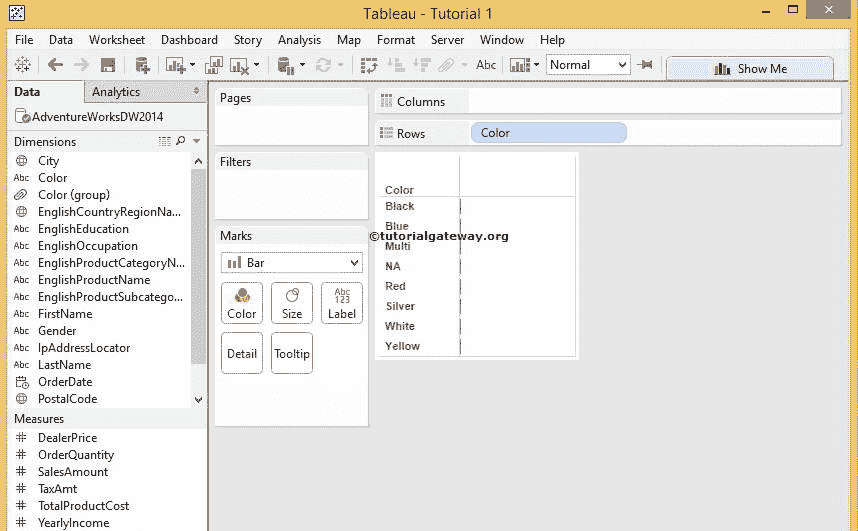 Tableau - Tutorial 1
File Data Worksheet Dashboard Story Analysis Map Format Server Window Help
Abc Normal Show Me
Data Analytics
AdventureWorksDW2014
Dimensions
City
Abc Color
Color (group)
EnglishCountryRegionNa...
Abc EnglishEducation
Abc EnglishOccupation
Abc EnglishProductCategoryN...
Abc EnglishProductName
Abc EnglishProductSubcatego...
Abc FirstName
Abc Gender
Abc IpAddressLocator
Abc LastName
OrderDate
PostalCode
Measures
# DealerPrice
# OrderQuantity
# SalesAmount
# TaxAmt
# TotalProductCost
# YearlyIncome
Pages
Filters
Marks
Bar
Color Size Abc 123 Label
Detail Tooltip
Columns
Rows Color
Color
Black
Blue
©tutorialgateway.org
Multi
NA
Red
Silver
White
Yellow